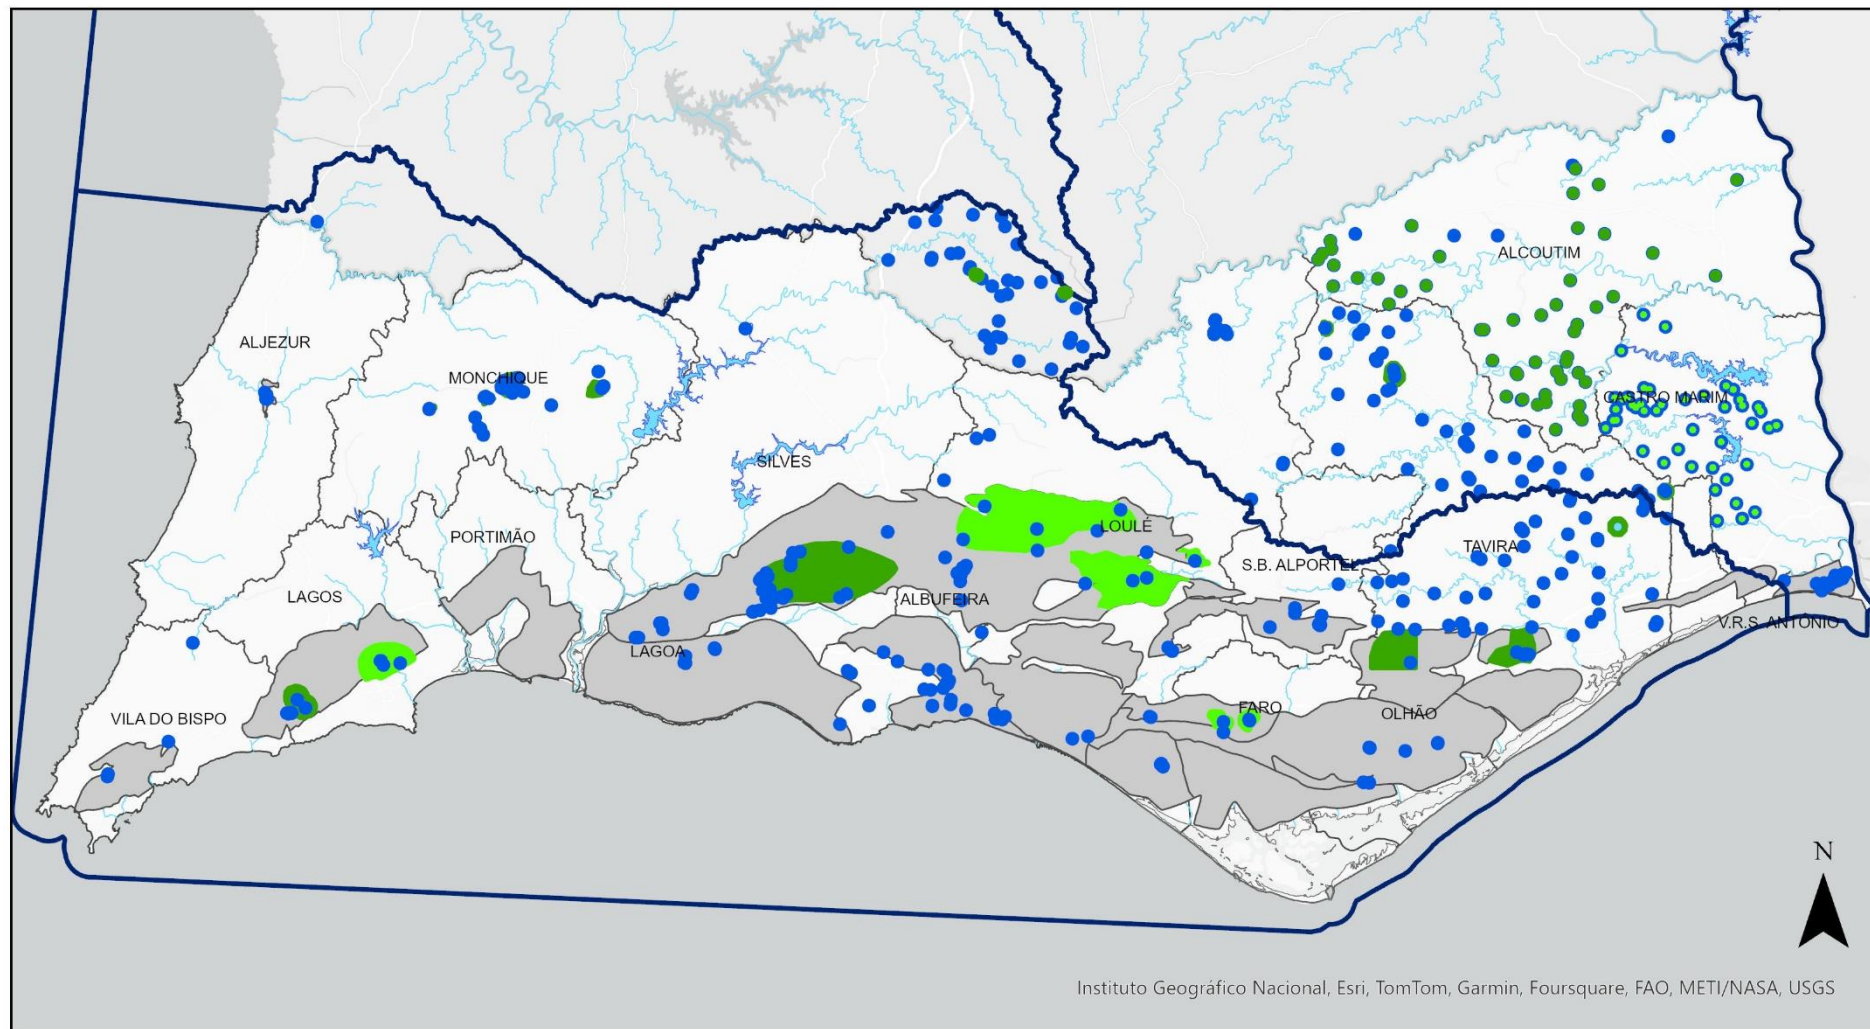 ALCOUTIM
ALJEZUR
MONCHIQUE
CASTRO MARIM
SILVES
LOULÉ
PORTIMÃO
TAVIRA
S.B. ALPORTEL
LAGOS
ALBUFEIRA
V.R.S. ANTÓNIO
LAGOA
FARO
OLHÃO
VILA DO BISPO
N
Instituto Geográfico Nacional, Esri, TomTom, Garmin, Foursquare, FAO, METI/NASA, USGS